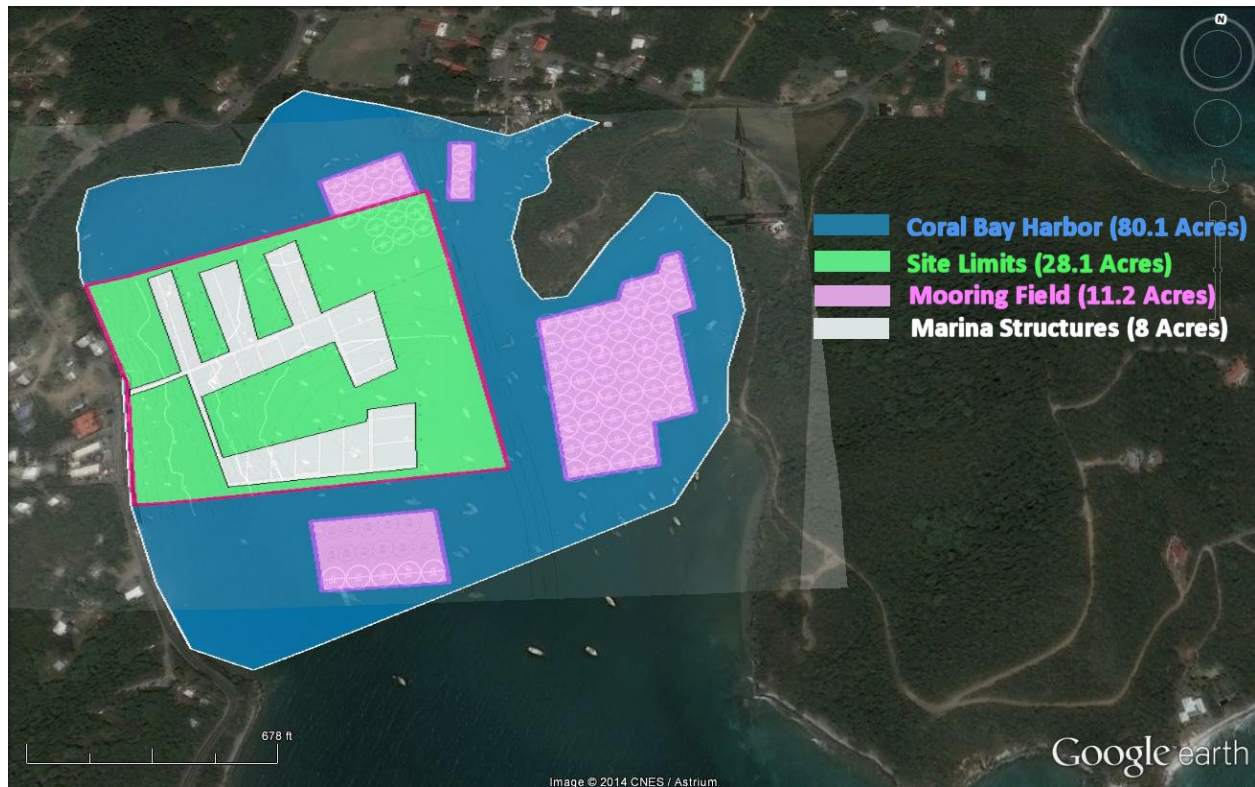 N
Coral Bay Harbor (80.1 Acres)
Site Limits (28.1 Acres)
Mooring Field (11.2 Acres)
Marina Structures (8 Acres)
678 ft
Google earth
Image © 2014 CNES / Astrium